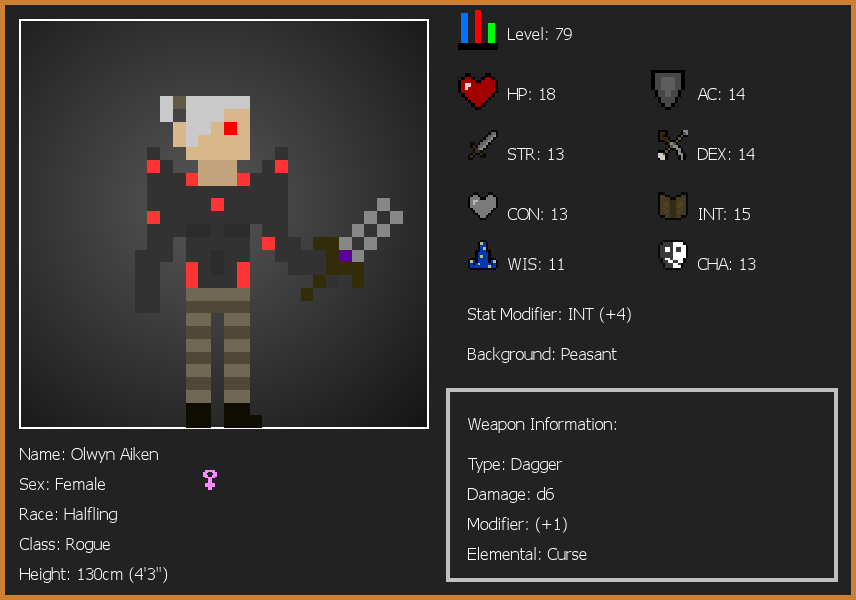 Level: 79
HP: 18
AC: 14
STR: 13
DEX: 14
CON: 13
INT: 15
WIS: 11
CHA: 13
Stat Modifier: INT (+4)
Background: Peasant
Weapon Information:
Type: Dagger
Damage: d6
Modifier: (+1)
Elemental: Curse
Name: Olwyn Aiken
Sex: Female
Race: Halfling
Class: Rogue
Height: 130cm (4'3")